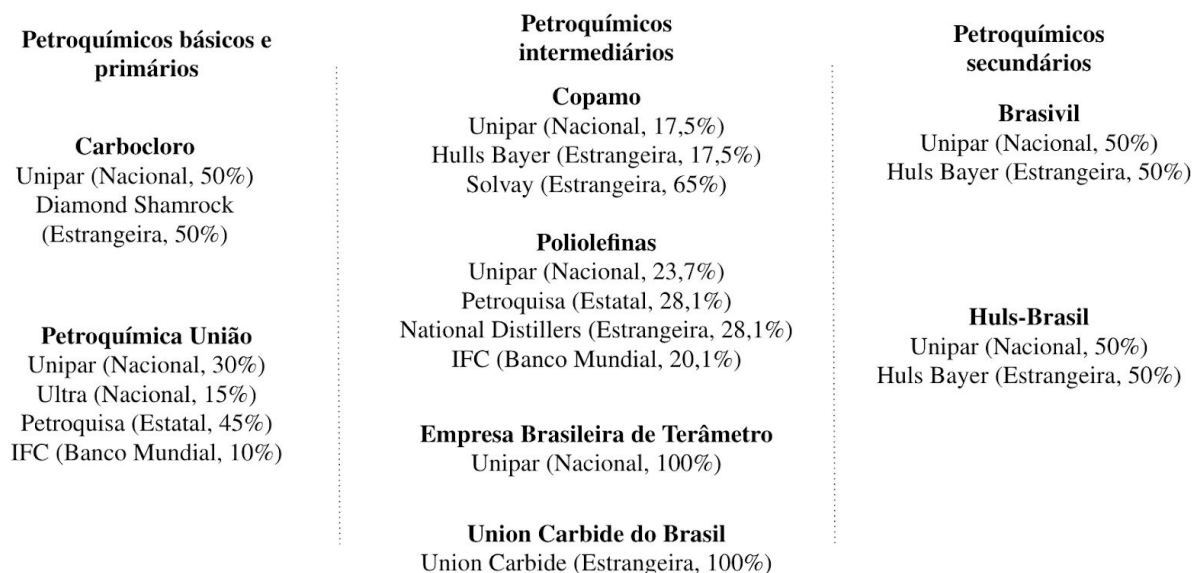 Petroquímicos básicos e
primários
Carbocloro
Unipar (Nacional, 50%)
Diamond Shamrock
(Estrangeira, 50%)
Petroquímica União
Unipar (Nacional, 30%)
Ultra (Nacional, 15%)
Petroquisa (Estatal, 45%)
IFC (Banco Mundial, 10%)
Petroquímicos
intermediários
Copamo
Unipar (Nacional, 17,5%)
Hulls Bayer (Estrangeira, 17,5%)
Solvay (Estrangeira, 65%)
Poliolefinas
Unipar (Nacional, 23,7%)
Petroquisa (Estatal, 28,1%)
National Distillers (Estrangeira, 28,1%)
IFC (Banco Mundial, 20,1%)
Empresa Brasileira de Terâmetro
Unipar (Nacional, 100%)
Union Carbide do Brasil
Union Carbide (Estrangeira, 100%)
Petroquímicos
secundários
Brasivil
Unipar (Nacional, 50%)
Huls Bayer (Estrangeira, 50%)
Huls-Brasil
Unipar (Nacional, 50%)
Huls Bayer (Estrangeira, 50%)